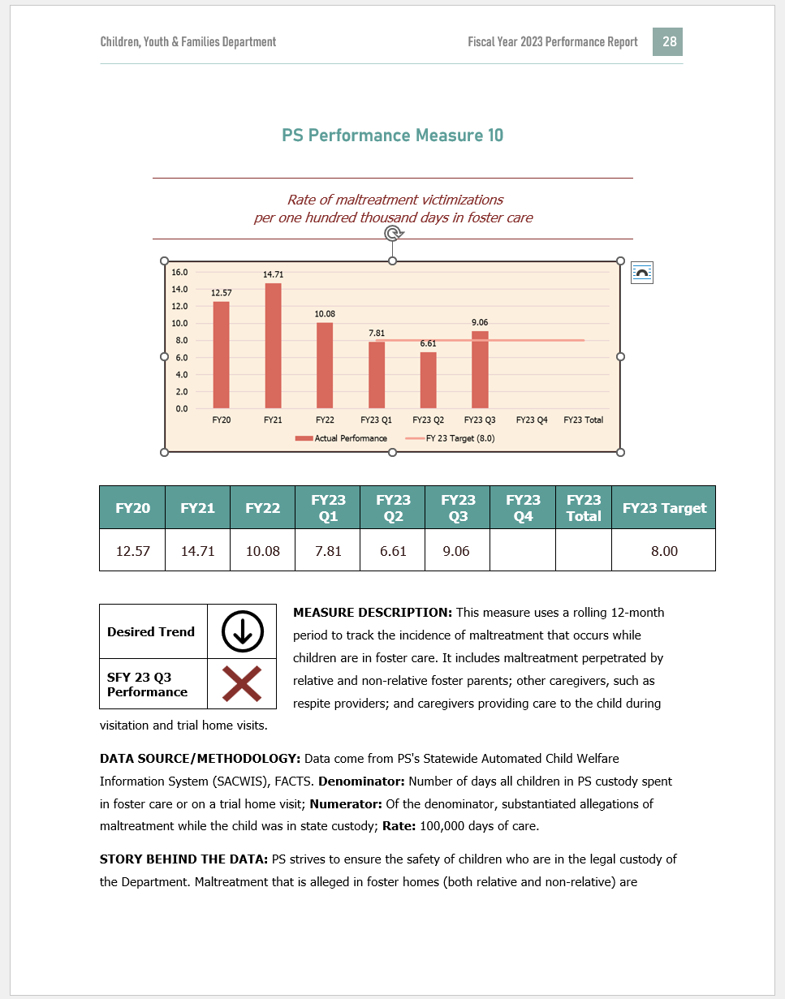 Children, Youth & Families Department Fiscal Year 2023 Performance Report 28
PS Performance Measure 10
Rate of maltreatment victimizations
per one hundred thousand days in foster care
16.0
14.0
12.0
10.0
8.0
6.0
4.0
2.0
0.0
12.57 14.71 10.08 7.81 6.61 9.06
FY20 FY21 FY22 FY23 Q1 FY23 Q2 FY23 Q3 FY23 Q4 FY23 Total
Actual Performance FY 23 Target (8.0)
FY20 FY21 FY22 FY23 Q1 FY23 Q2 FY23 Q3 FY23 Q4 FY23 Total FY23 Target
12.57 14.71 10.08 7.81 6.61 9.06 8.00
Desired Trend
SFY 23 Q3
Performance
MEASURE DESCRIPTION: This measure uses a rolling 12-month
period to track the incidence of maltreatment that occurs while
children are in foster care. It includes maltreatment perpetrated by
relative and non-relative foster parents; other caregivers, such as
respite providers; and caregivers providing care to the child during
visitation and trial home visits.
DATA SOURCE/METHODOLOGY: Data come from PS's Statewide Automated Child Welfare
Information System (SACWIS), FACTS. Denominator: Number of days all children in PS custody spent
in foster care or on a trial home visit; Numerator: Of the denominator, substantiated allegations of
maltreatment while the child was in state custody; Rate: 100,000 days of care.
STORY BEHIND THE DATA: PS strives to ensure the safety of children who are in the legal custody of
the Department. Maltreatment that is alleged in foster homes (both relative and non-relative) are